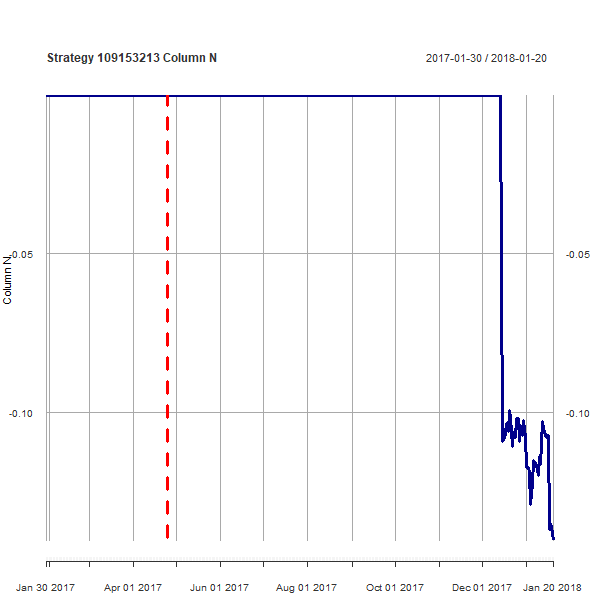 Strategy 109153213 Column N
2017-01-30 / 2018-01-20
Column N
-0.05
-0.05
-0.10
-0.10
Jan 30 2017
Apr 01 2017
Jun 01 2017
Aug 01 2017
Oct 01 2017
Dec 01 2017
Jan 20 2018